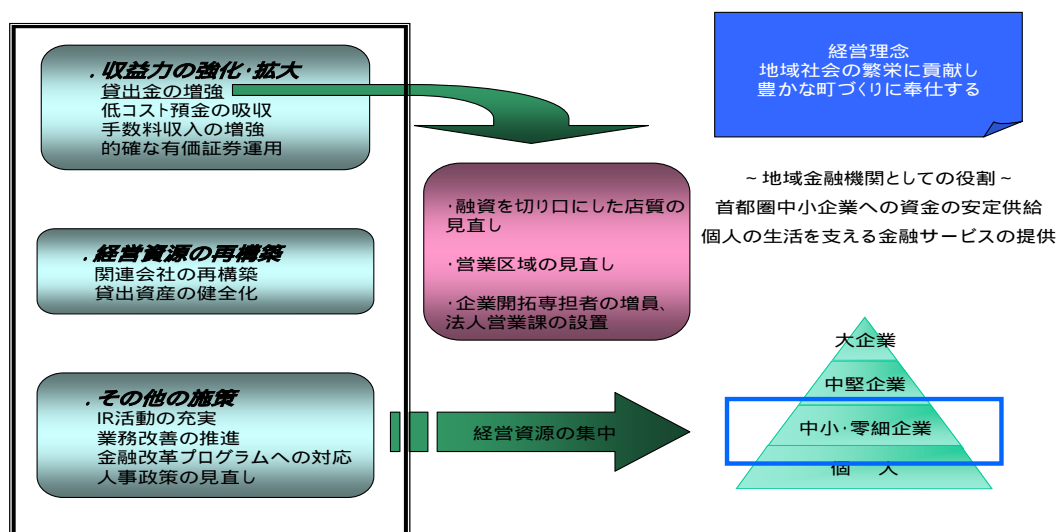 ．収益力の強化・拡大
貸出金の増強
低コスト預金の吸収
手数料収入の増強
的確な有価証券運用
．経営資源の再構築
関連会社の再構築
貸出資産の健全化
．その他の施策
IR活動の充実
業務改善の推進
金融改革プログラムへの対応
人事政策の見直し
・融資を切り口にした店質の
見直し
・営業区域の見直し
・企業開拓専担者の増員、
法人営業課の設置
経営資源の集中
経営理念
地域社会の繁栄に貢献し
豊かな町づくりに奉仕する
～地域金融機関としての役割～
首都圏中小企業への資金の安定供給
個人の生活を支える金融サービスの提供
大企業
中堅企業
中小・零細企業
個　人